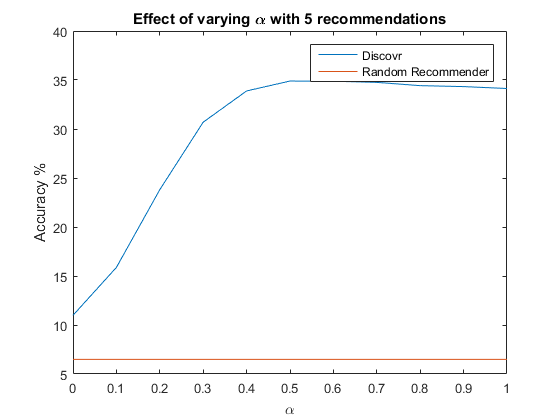 Effect of varying α with 5 recommendations
40
35
30
25
20
15
10
5
Accuracy %
Discovr
Random Recommender
0 0.1 0.2 0.3 0.4 0.5 0.6 0.7 0.8 0.9 1
α